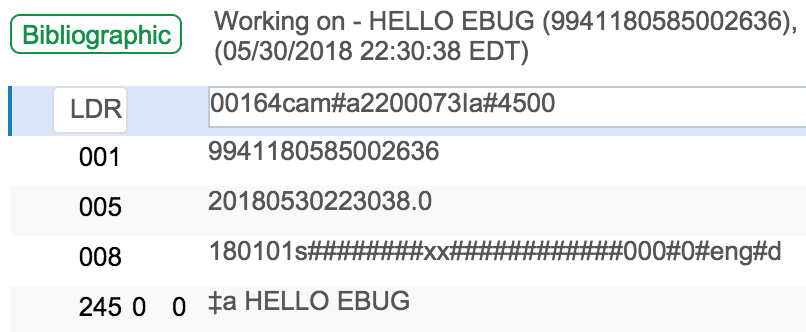 Bibliographic
Working on - HELLO EBUG (9941180585002636),
(05/30/2018 22:30:38 EDT)
LDR 00164cam#a2200073Ia#4500
001 9941180585002636
005 20180530223038.0
008 180101s########xx############000#0#eng#d
245 0 0 ‡a HELLO EBUG